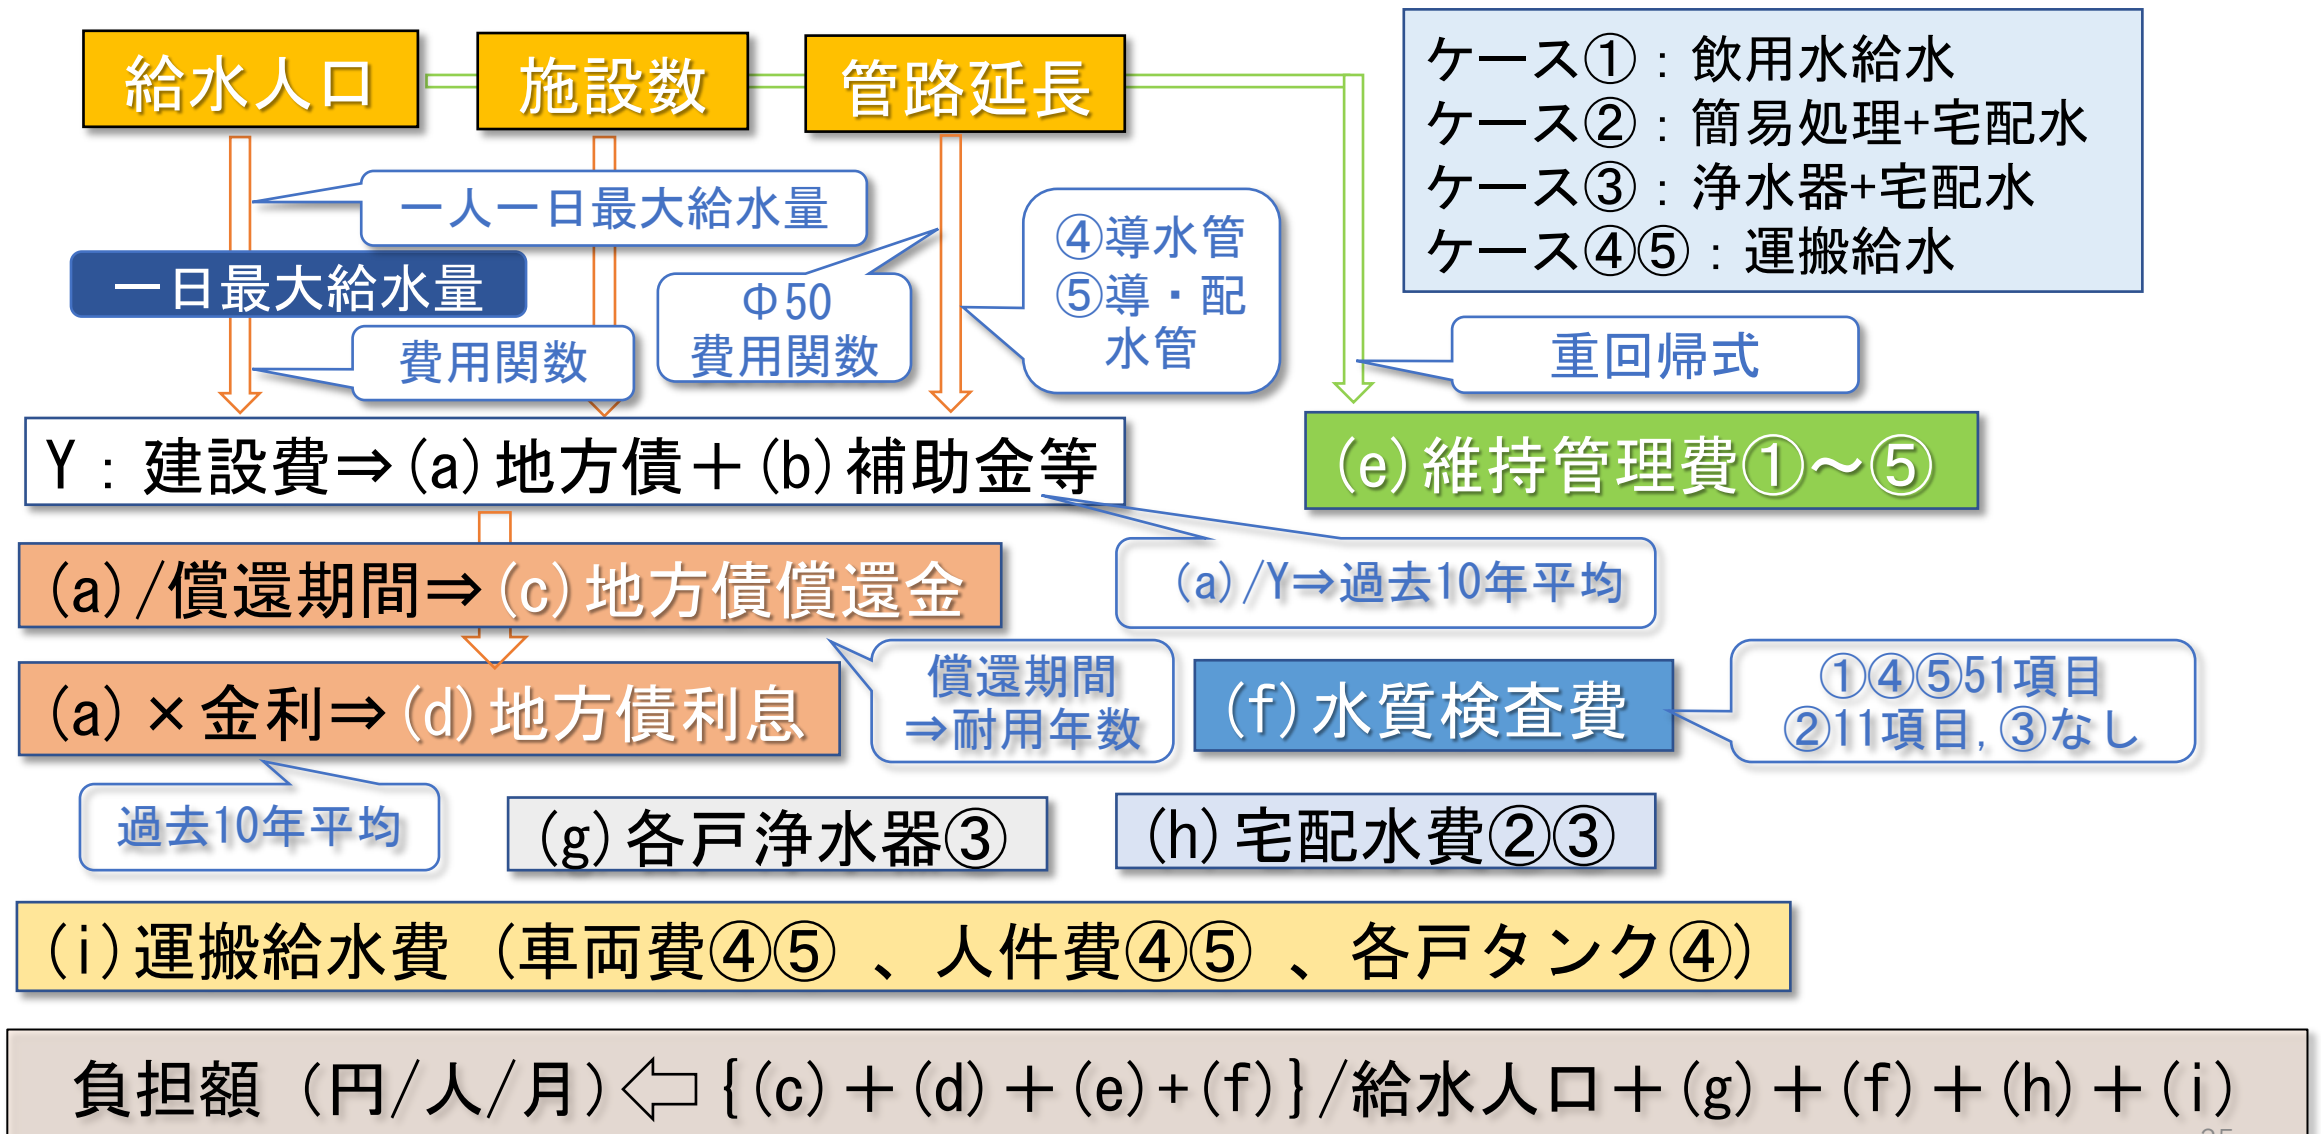 給水人口
施設数
管路延長
ケース①：飲用水給水
ケース②：簡易処理+宅配水
ケース③：浄水器+宅配水
ケース④⑤：運搬給水
一人一日最大給水量
一日最大給水量
費用関数
Φ50
費用関数
④導水管
⑤導・配
水管
重回帰式
Y：建設費⇒(a)地方債＋(b)補助金等
(e)維持管理費①～⑤
(a)/償還期間⇒(c)地方債償還金
(a)/Y⇒過去10年平均
(a)×金利⇒(d)地方債利息
償還期間
⇒耐用年数
(f)水質検査費
①④⑤51項目
②11項目,③なし
過去10年平均
(g)各戸浄水器③
(h)宅配水費②③
(i)運搬給水費（車両費④⑤、人件費④⑤、各戸タンク④）
負担額（円/人/月）⇦{(c)＋(d)＋(e)+(f)}/給水人口＋(g)＋(f)＋(h)＋(i)